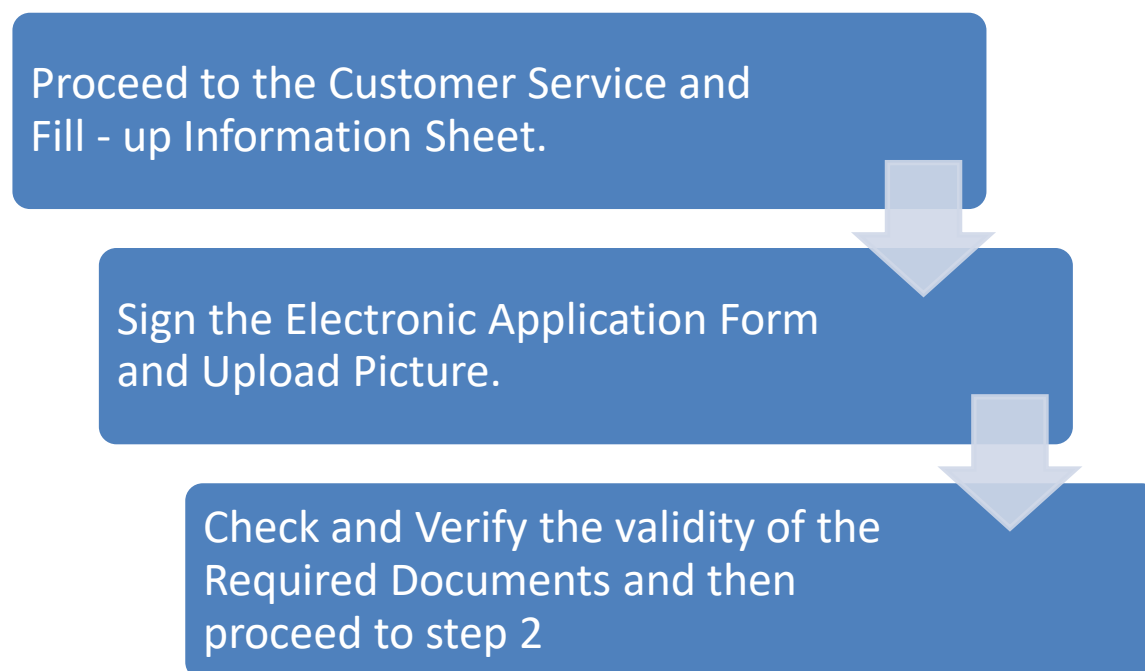 Proceed to the Customer Service and
Fill - up Information Sheet.
Sign the Electronic Application Form
and Upload Picture.
Check and Verify the validity of the
Required Documents and then
proceed to step 2